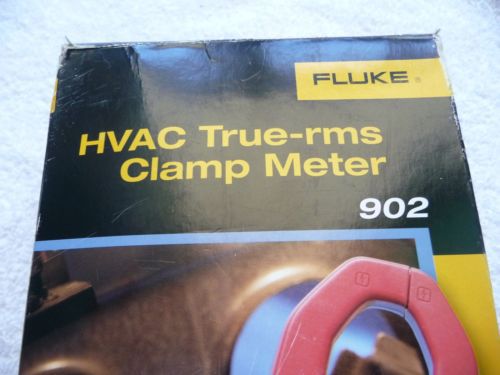 FLUKE®
HVAC True-rms
Clamp Meter
902